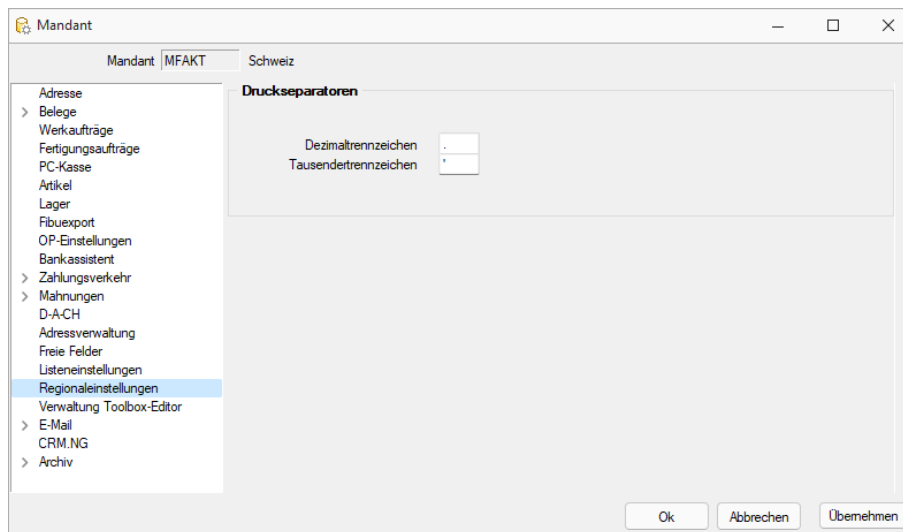 Mandant
Mandant MFAKT Schweiz
Adresse
Belege
Werkaufträge
Fertigungsaufträge
PC-Kasse
Artikel
Lager
Fibuexport
OP-Einstellungen
Bankassistent
Zahlungsverkehr
Mahnungen
D-A-CH
Adressverwaltung
Freie Felder
Listeneinstellungen
Regionaleinstellungen
Verwaltung Toolbox-Editor
E-Mail
CRM.NG
Archiv
Druckseparatoren
Dezimaltrennzeichen .
Tausendertrennzeichen '
Ok Abbrechen Übernehmen